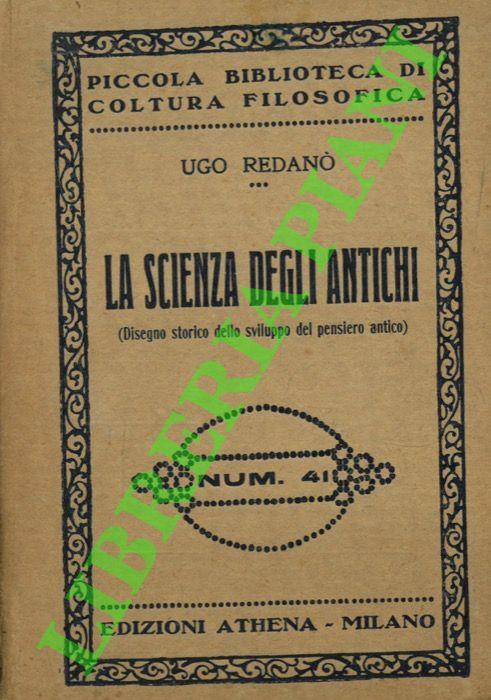 PICCOLA BIBLIOTECA DI
COLTURA FILOSOFICA
UGO REDANÒ
LA SCIENZA DEGLI ANTICHI
(Disegno storico dello sviluppo del pensiero antico)
NUM. 41
EDIZIONI ATHENA - MILANO
LIBRERIA PIANI